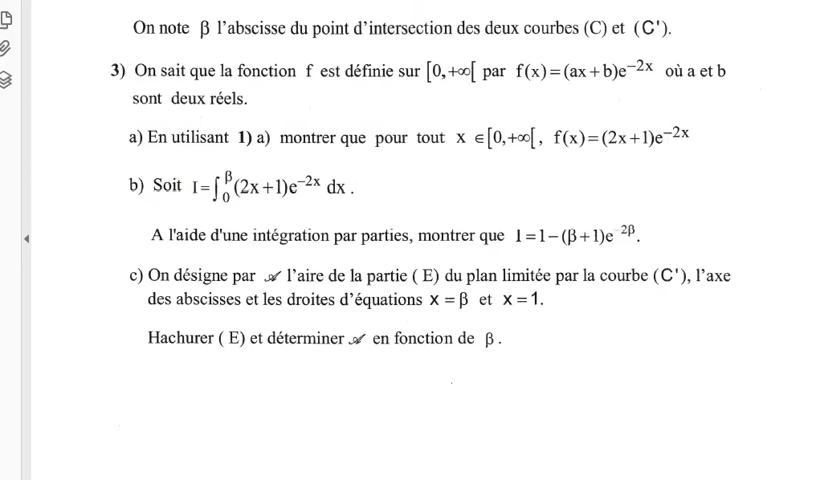 On note β l’abscisse du point d’intersection des deux courbes (C) et (C').
3) On sait que la fonction f est définie sur [0,+∞[ par f(x)=(ax+b)e⁻²ˣ où a et b
sont deux réels.
a) En utilisant 1) a) montrer que pour tout x ∈[0,+∞[, f(x)=(2x+1)e⁻²ˣ
b) Soit I=∫₀^β(2x+1)e⁻²ˣ dx.
A l'aide d'une intégration par parties, montrer que I=1−(β+1)e^−2β.
c) On désigne par 𝒜 l’aire de la partie ( E) du plan limitée par la courbe (C'), l’axe
des abscisses et les droites d’équations x=β et x=1.
Hachurer ( E) et déterminer 𝒜 en fonction de β.